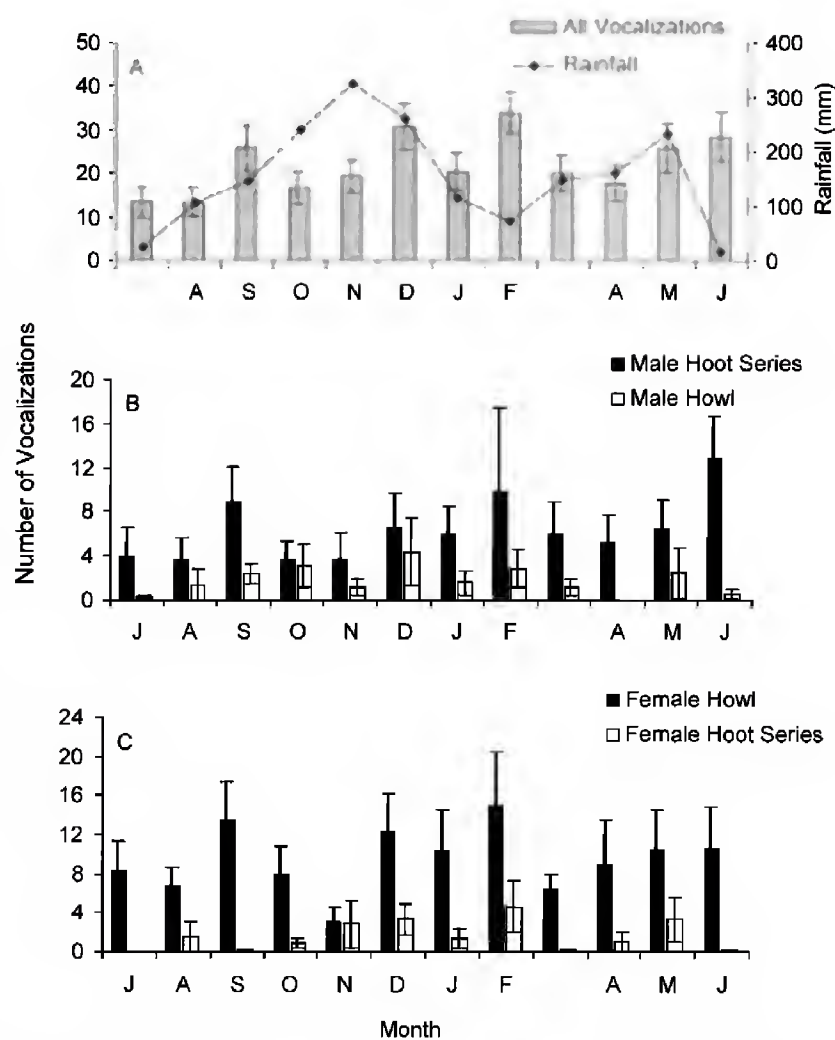 All Vocalizations
Rainfall
A
50
40
30
20
10
0
400
300
200
100
0
Rainfall (mm)
A S O N D J F A M J
Number of Vocalizations
Male Hoot Series
Male Howl
B
20
16
12
8
4
0
J A S O N D J F A M J
Female Howl
Female Hoot Series
C
24
20
16
12
8
4
0
J A S O N D J F A M J
Month